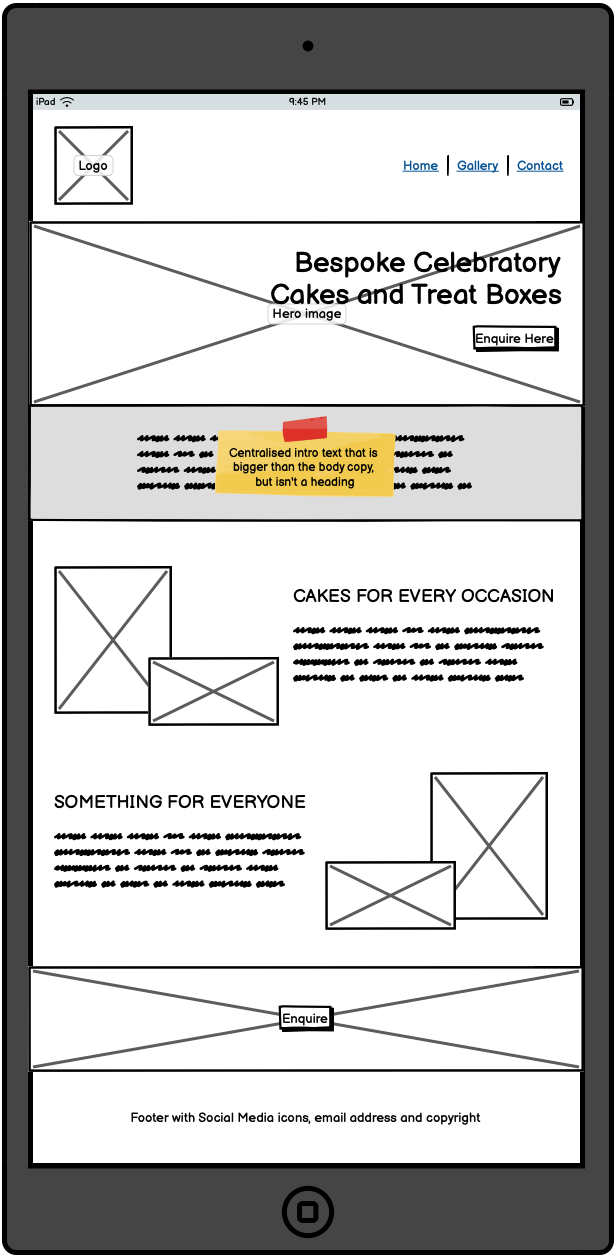 iPad 9:45 PM
Logo
Home Gallery Contact
Bespoke Celebratory
Cakes and Treat Boxes
Hero image
Enquire Here
Centralised intro text that is
bigger than the body copy,
but isn't a heading
CAKES FOR EVERY OCCASION
SOMETHING FOR EVERYONE
Enquire
Footer with Social Media icons, email address and copyright